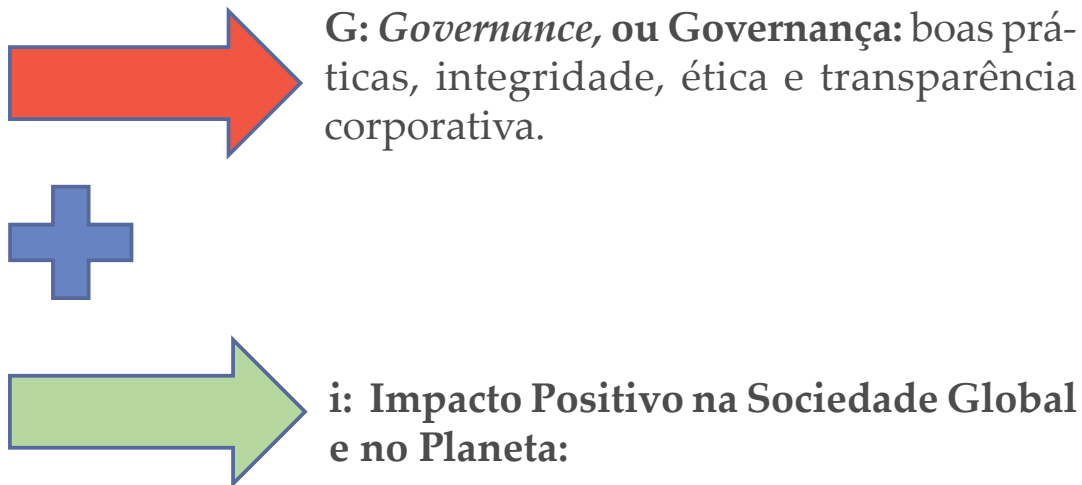 G: Governance, ou Governança: boas prá-
ticas, integridade, ética e transparência
corporativa.
i: Impacto Positivo na Sociedade Global
e no Planeta: